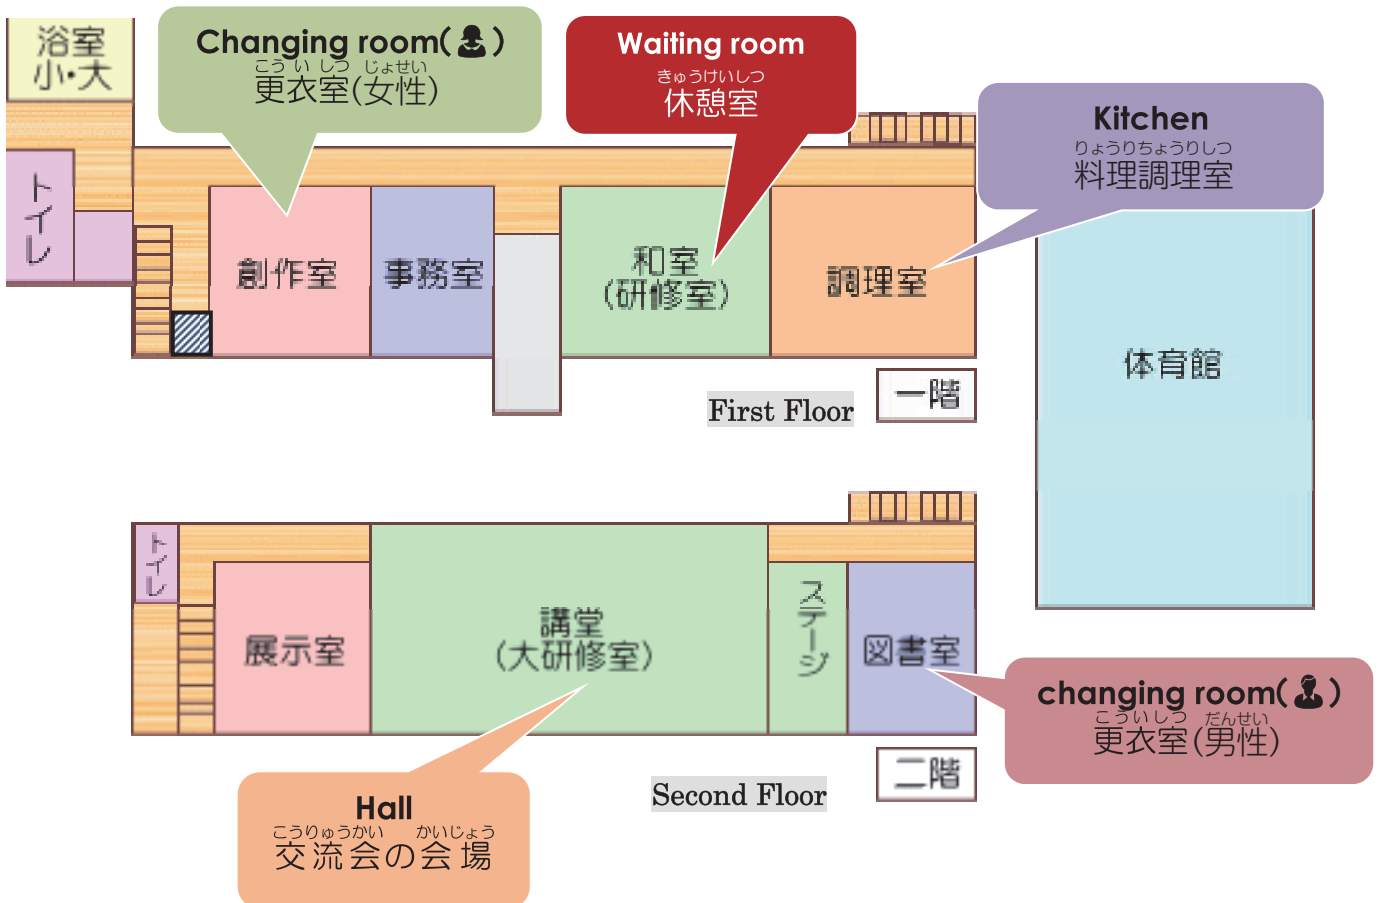 浴室
小・大
Changing room( )
こう い しつ じょせい
更衣室(女性)
Waiting room
きゅうけいしつ
休憩室
Kitchen
りょうりちょうりしつ
料理調理室
トイレ
創作室
事務室
和室
(研修室)
調理室
体育館
First Floor
一階
トイレ
展示室
講堂
(大研修室)
ステージ
図書室
changing room( )
こういしつ だんせい
更衣室(男性)
Hall
こうりゅうかい かいじょう
交流会の会場
Second Floor
二階